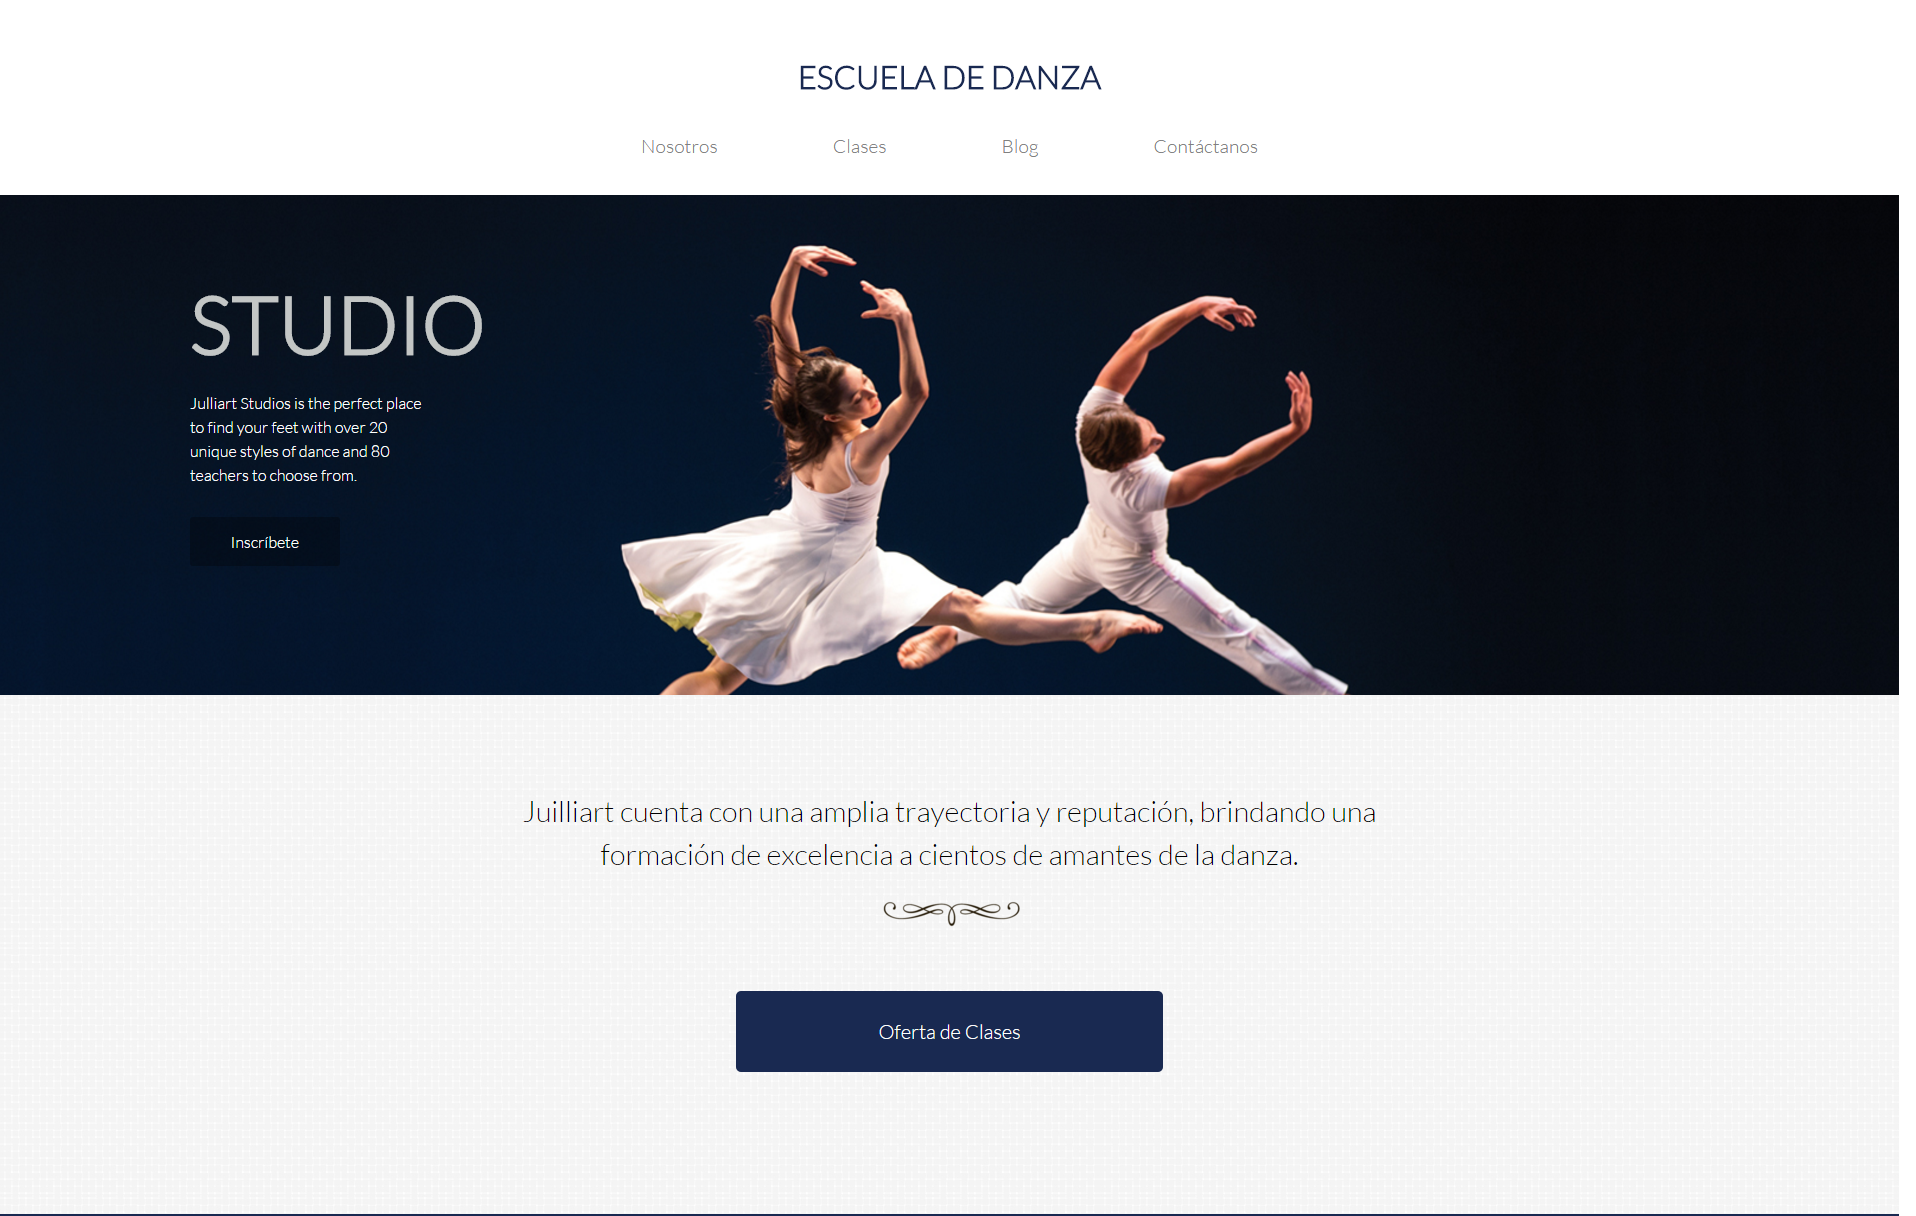 ESCUELA DE DANZA
Nosotros Clases Blog Contáctanos
STUDIO
Julliart Studios is the perfect place
to find your feet with over 20
unique styles of dance and 80
teachers to choose from.
Inscríbete
Juilliart cuenta con una amplia trayectoria y reputación, brindando una
formación de excelencia a cientos de amantes de la danza.
Oferta de Clases